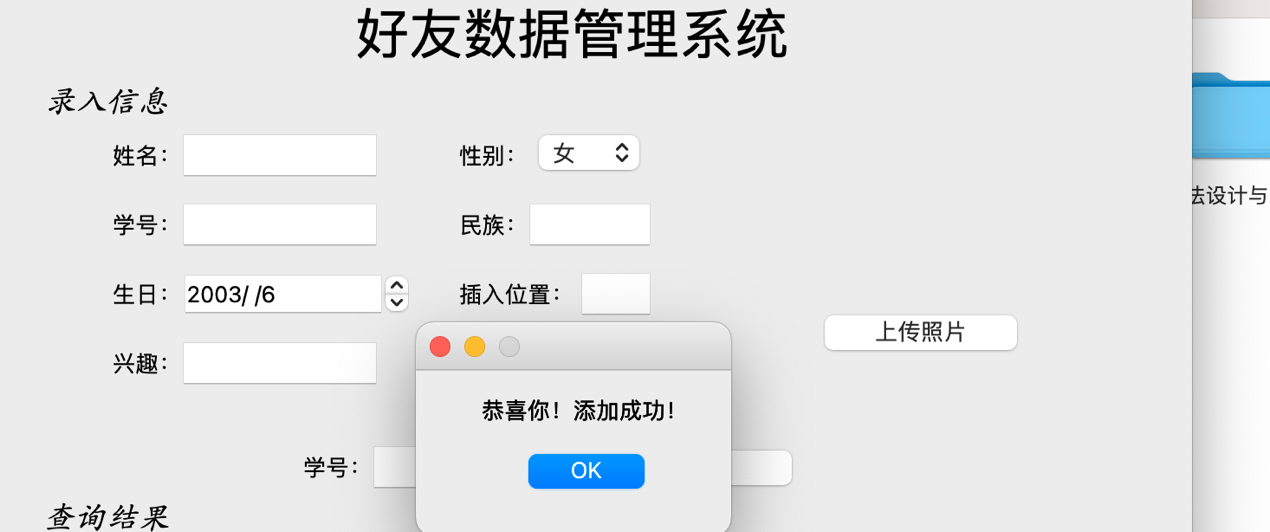 好友数据管理系统
录入信息
姓名：
性别： 女
学号：
民族：
生日： 2003/ /6
插入位置：
上传照片
兴趣：
恭喜你！添加成功！
学号：
OK
查询结果
法设计与